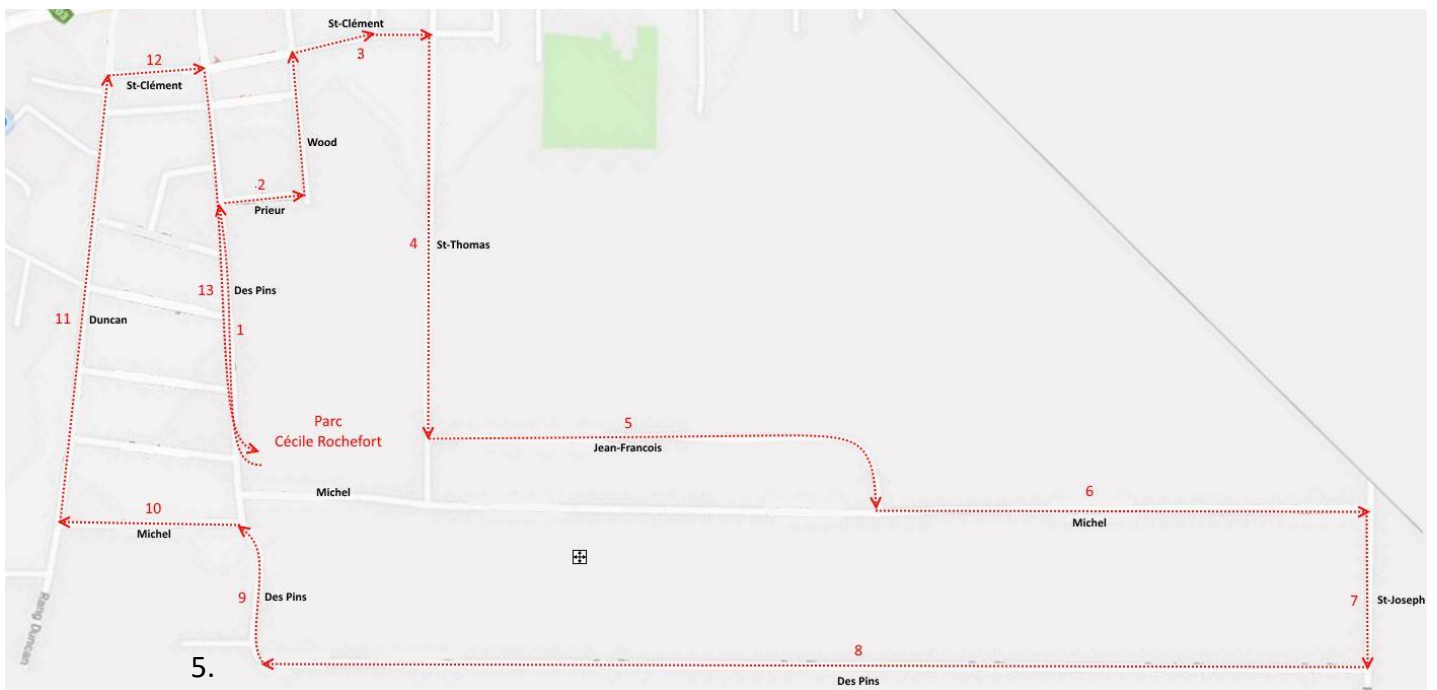 St-Clément
12
3
St-Clément
Wood
2
Prieur
4
St-Thomas
13
Des Pins
11
Duncan
1
Parc
Cécile Rochefort
5
Jean-Francois
Michel
6
Michel
10
Michel
9
Des Pins
7
St-Joseph
Rang Duncan
8
5.
Des Pins